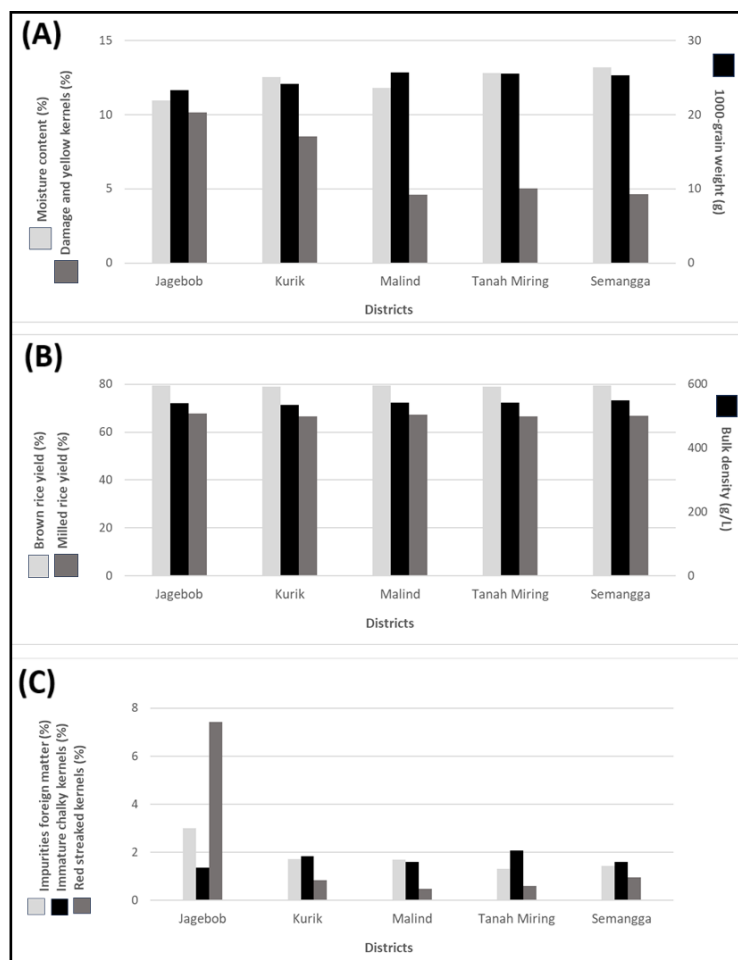 (A)
Moisture content (%)
Damage and yellow kernels (%)
15
10
5
0
30
20
10
0
1000-grain weight (g)
Jagebob Kurik Malind Tanah Miring Semangga
Districts
(B)
Brown rice yield (%)
Milled rice yield (%)
80
60
40
20
0
600
400
200
0
Bulk density (g/L)
Jagebob Kurik Malind Tanah Miring Semangga
Districts
(C)
Impurities foreign matter (%)
Immature chalky kernels (%)
Red streaked kernels (%)
8
6
4
2
0
Jagebob Kurik Malind Tanah Miring Semangga
Districts